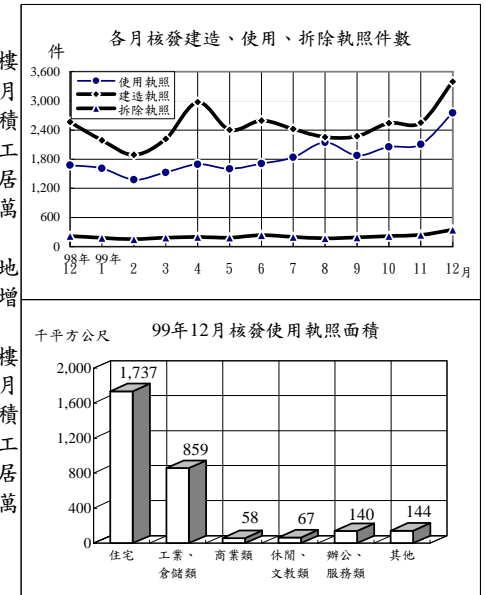 樓
月
積
工
居
萬
地
增
樓
月
積
工
居
萬
各月核發建造、使用、拆除執照件數
件
3,600
3,000
2,400
1,800
1,200
600
0
使用執照
建造執照
拆除執照
98年 99年
12 1 2 3 4 5 6 7 8 9 10 11 12月
千平方公尺
99年12月核發使用執照面積
2,000
1,600
1,200
800
400
0
1,737
859
58
67
140
144
住宅
工業、
倉儲類
商業類
休閒、
文教類
辦公、
服務類
其他